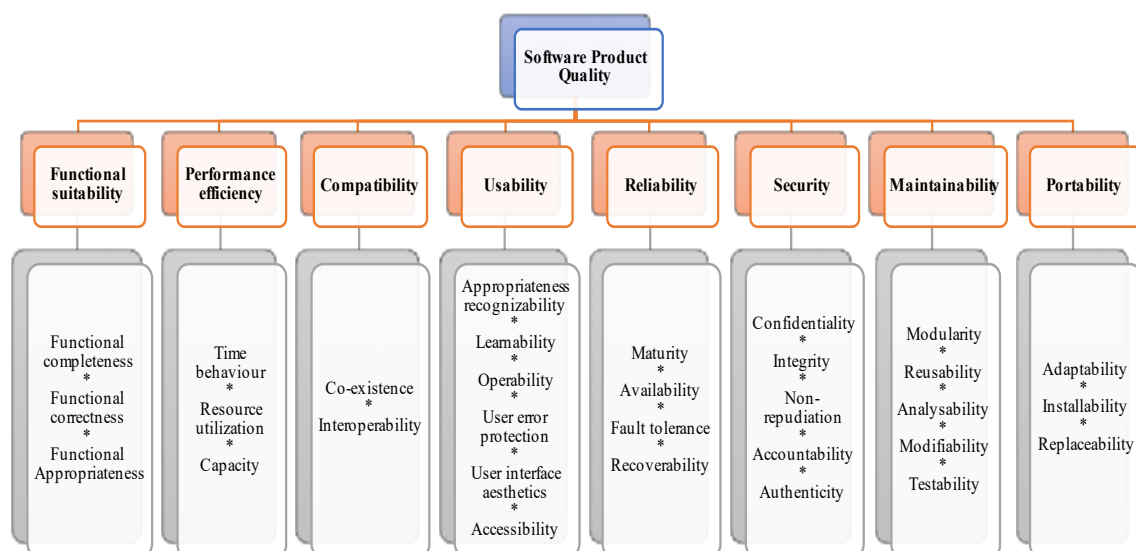 Software Product
Quality
Functional
suitability
Performance
efficiency
Compatibility
Usability
Reliability
Security
Maintainability
Portability
Functional
completeness
*
Functional
correctness
*
Functional
Appropriateness
Time
behaviour
*
Resource
utilization
*
Capacity
Co-existence
*
Interoperability
Appropriateness
recognizability
*
Learnability
*
Operability
*
User error
protection
*
User interface
aesthetics
*
Accessibility
Maturity
*
Availability
*
Fault tolerance
*
Recoverability
Confidentiality
*
Integrity
*
Non-
repudiation
*
Accountability
*
Authenticity
Modularity
*
Reusability
*
Analysability
*
Modifiability
*
Testability
Adaptability
*
Installability
*
Replaceability